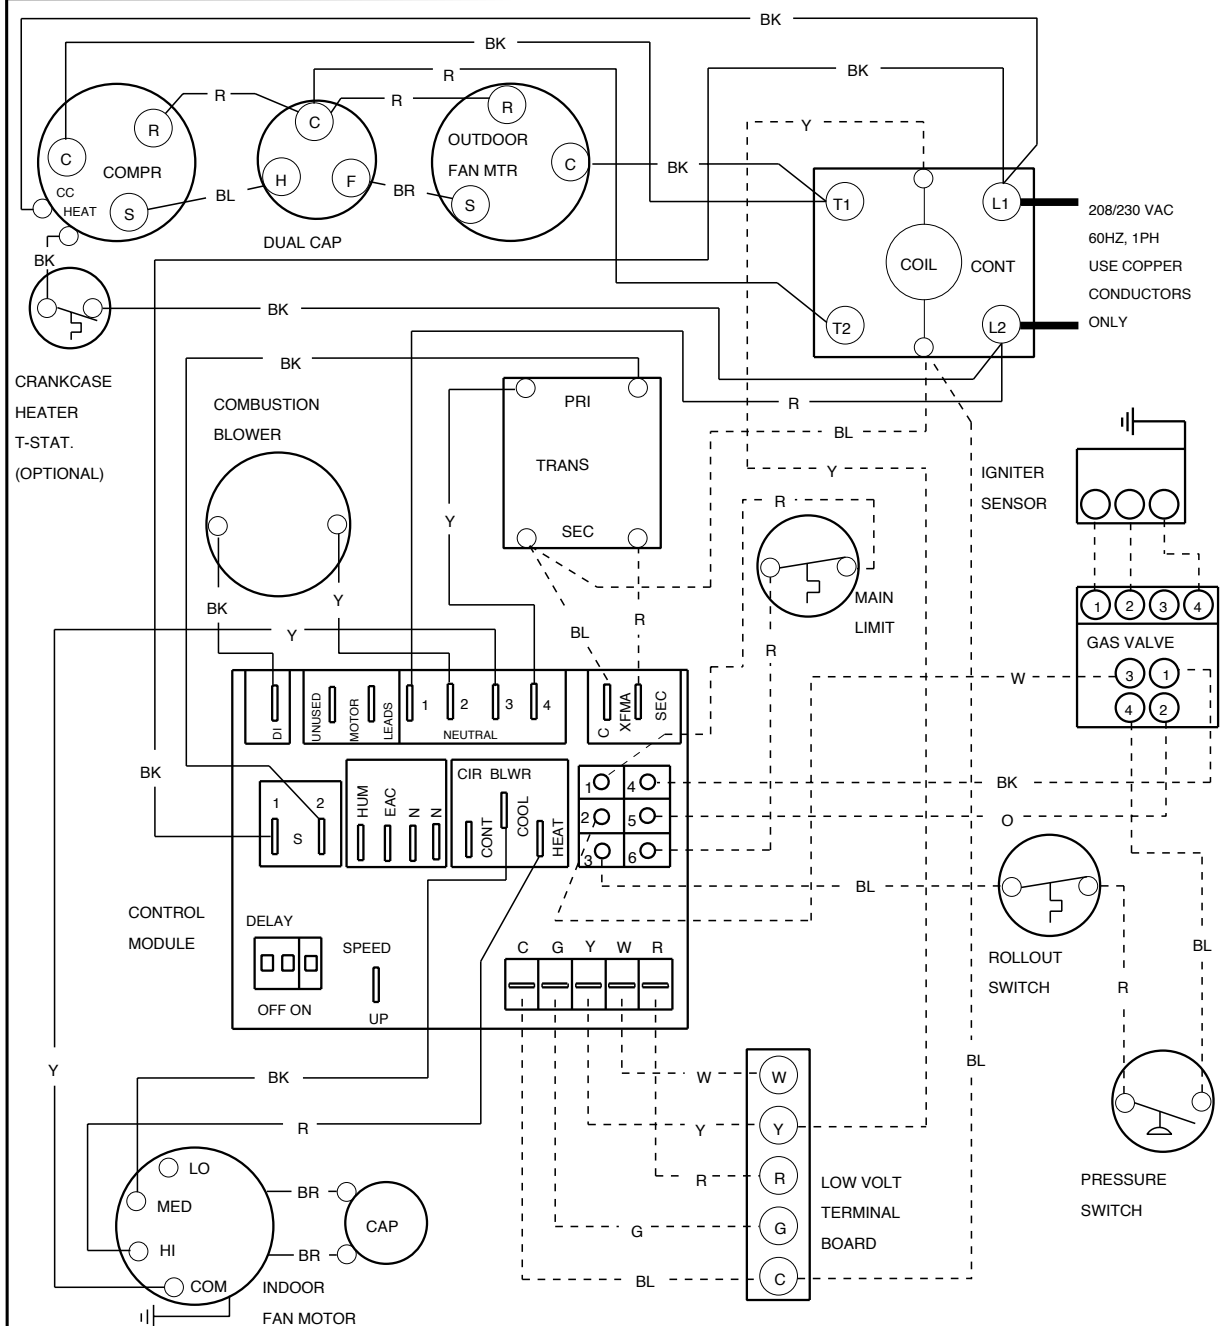 BK
BK
R
BK
R
R
Y
R
C
R
OUTDOOR
FAN MTR
C
BK
C
COMPR
CC
HEAT
S
BL
H
F
BR
S
DUAL CAP
T1
L1
208/230 VAC
60HZ, 1PH
USE COPPER
CONDUCTORS
ONLY
COIL
CONT
T2
L2
BK
BK
CRANKCASE
HEATER
T-STAT.
(OPTIONAL)
BK
COMBUSTION
BLOWER
PRI
TRANS
SEC
R
BL
Y
R
IGNITER
SENSOR
Y
BK
Y
Y
BL
R
MAIN
LIMIT
R
1
2
3
4
GAS VALVE
3
1
4
2
W
DI
UNUSED
MOTOR
LEADS
1
2
3
4
NEUTRAL
C
XFMA
SEC
BK
1
2
S
HUM
EAC
N
N
CIR BLWR
CONT
COOL
HEAT
1
4
2
5
3
6
BK
O
BL
ROLLOUT
SWITCH
CONTROL
MODULE
DELAY
OFF ON
SPEED
UP
C
G
Y
W
R
BL
R
Y
BK
R
W
W
Y
Y
R
R
G
G
BL
C
BL
LOW VOLT
TERMINAL
BOARD
PRESSURE
SWITCH
LO
MED
HI
COM
BR
BR
CAP
INDOOR
FAN MOTOR